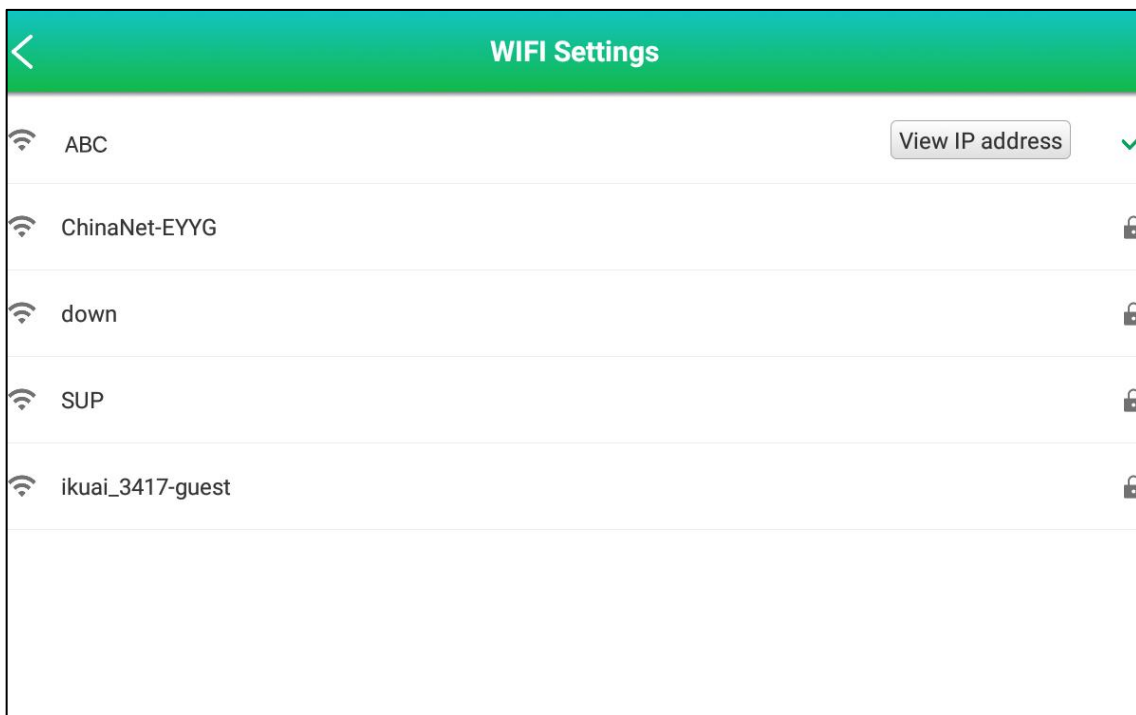 WIFI Settings
ABC
View IP address
ChinaNet-EYYG
down
SUP
ikuai_3417-guest